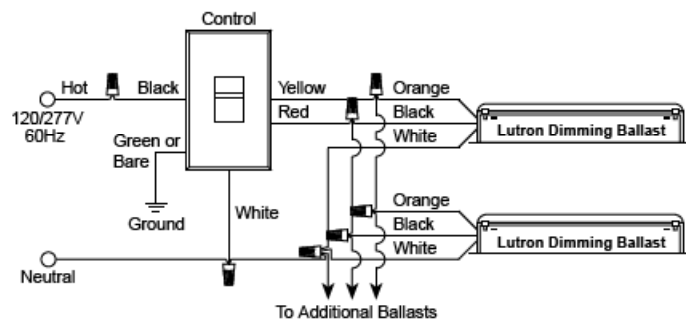 Control
Hot
Black
Yellow
Orange
120/277V
60Hz
Red
Black
White
Lutron Dimming Ballast
Green or
Bare
Ground
White
Orange
Black
White
Lutron Dimming Ballast
Neutral
To Additional Ballasts